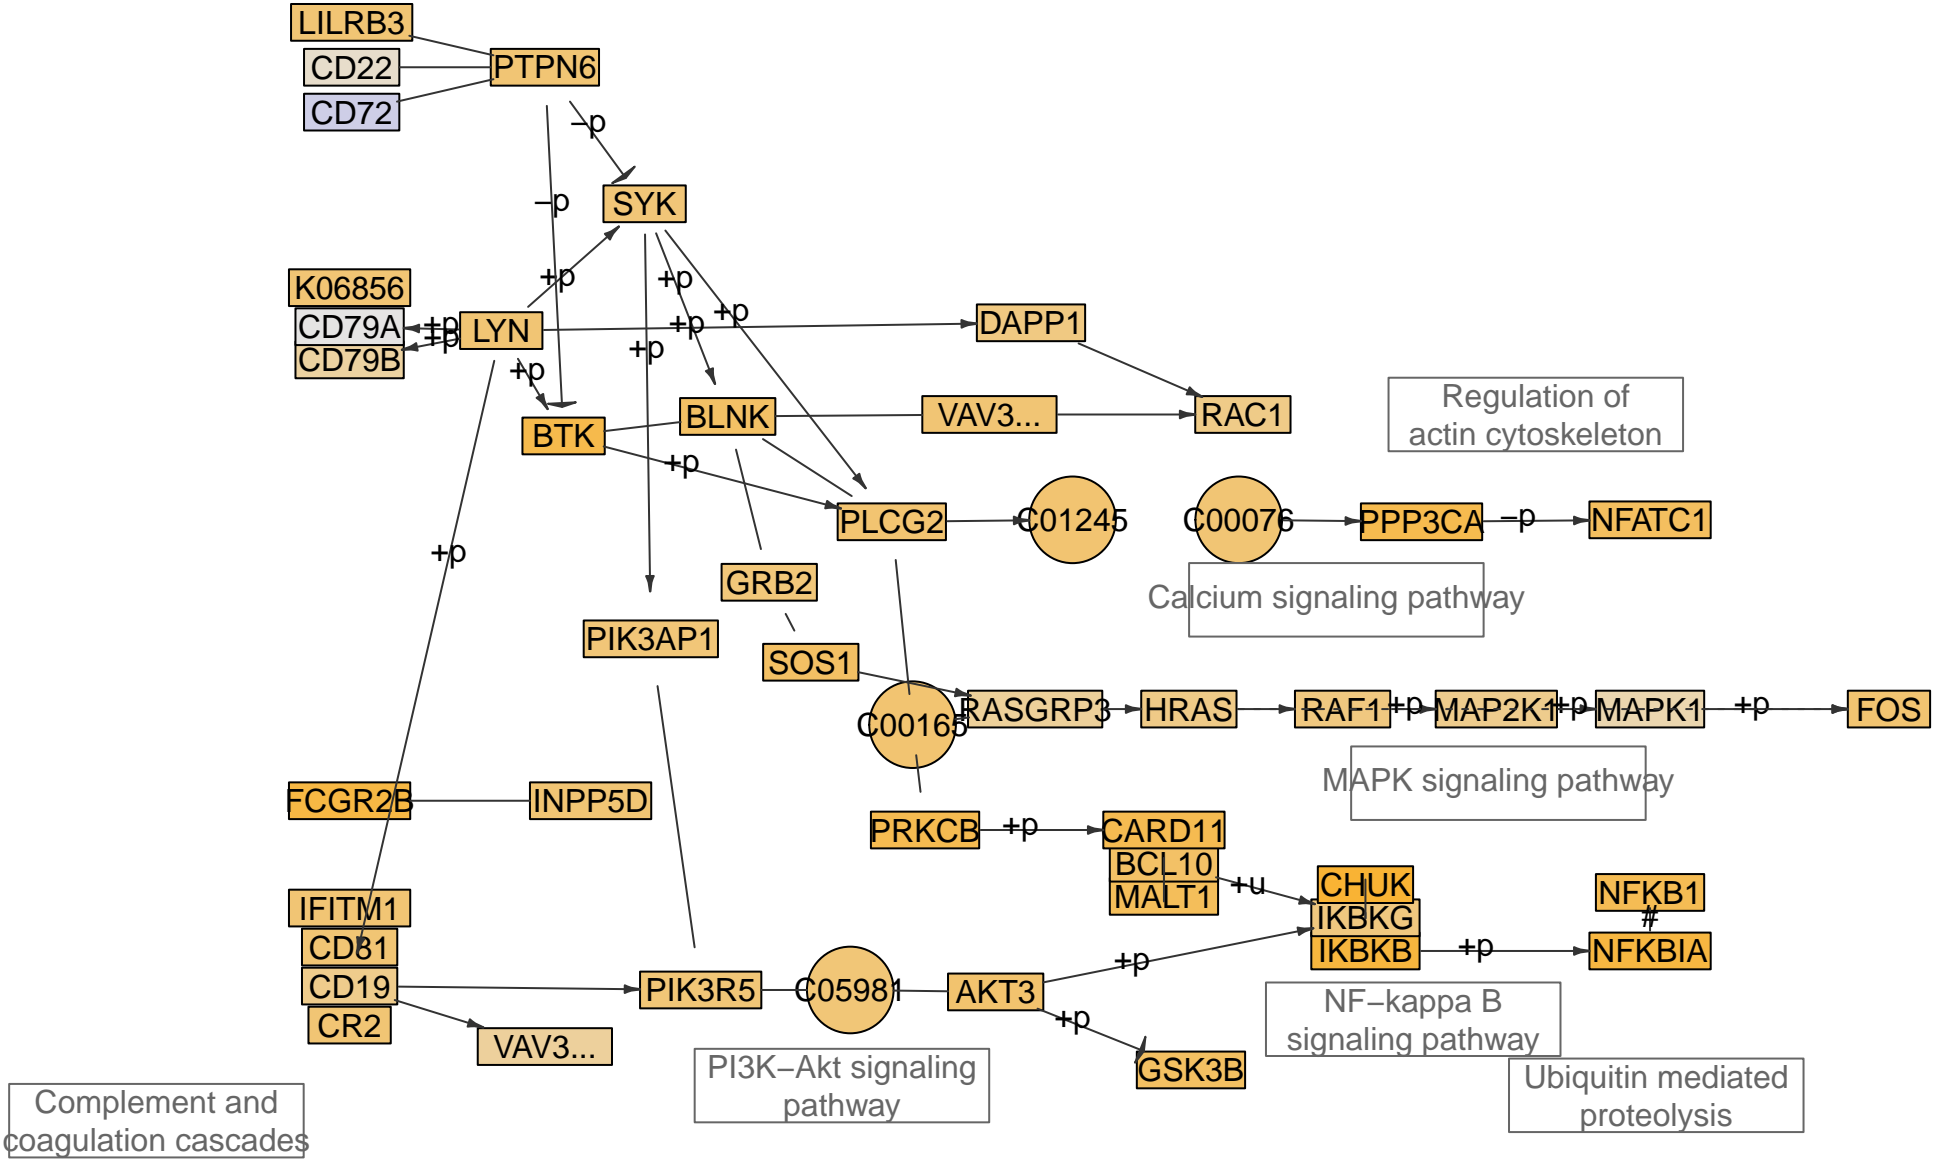 LILRB3
CD22
PTPN6
CD72
–p
–p
SYK
+p
+p
K06856
CD79A
+p
+p
LYN
CD79B
+p
+p
+p
+p
DAPP1
BTK
BLNK
VAV3...
RAC1
Regulation of
actin cytoskeleton
+p
PLCG2
C01245
C00076
PPP3CA
–p
NFATC1
+p
GRB2
Calcium signaling pathway
PIK3AP1
SOS1
C00165
RASGRP3
HRAS
RAF1
+p
MAP2K1
+p
MAPK1
+p
FOS
MAPK signaling pathway
FCGR2B
INPP5D
PRKCB
+p
CARD11
BCL10
MALT1
+u
CHUK
IKBKG
IKBKB
NFKB1
#
+p
NFKBIA
IFITM1
CD81
CD19
CR2
PIK3R5
C05981
AKT3
+p
+p
GSK3B
VAV3...
NF–kappa B
signaling pathway
PI3K–Akt signaling
pathway
Ubiquitin mediated
proteolysis
Complement and
coagulation cascades